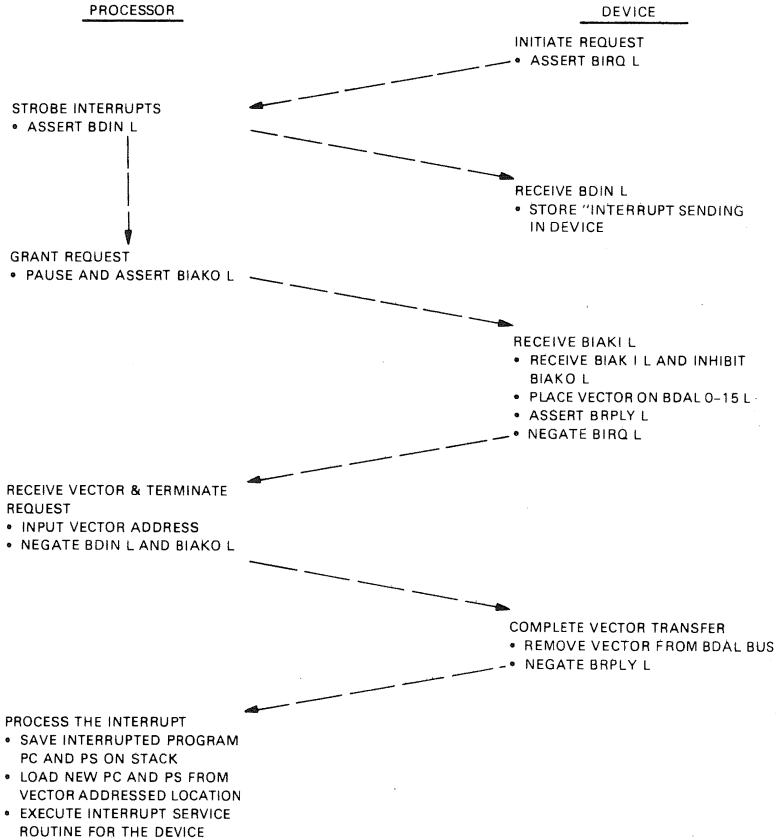 PROCESSOR
DEVICE
INITIATE REQUEST
• ASSERT BIRQ L
STROBE INTERRUPTS
• ASSERT BDIN L
RECEIVE BDIN L
• STORE "INTERRUPT SENDING
IN DEVICE
GRANT REQUEST
• PAUSE AND ASSERT BIAKO L
RECEIVE BIAKI L
• RECEIVE BIAK I L AND INHIBIT
BIAKO L
• PLACE VECTOR ON BDAL 0-15 L
• ASSERT BRPLY L
• NEGATE BIRQ L
RECEIVE VECTOR & TERMINATE
REQUEST
• INPUT VECTOR ADDRESS
• NEGATE BDIN L AND BIAKO L
COMPLETE VECTOR TRANSFER
• REMOVE VECTOR FROM BDAL BUS
• NEGATE BRPLY L
PROCESS THE INTERRUPT
• SAVE INTERRUPTED PROGRAM
PC AND PS ON STACK
• LOAD NEW PC AND PS FROM
VECTOR ADDRESSED LOCATION
• EXECUTE INTERRUPT SERVICE
ROUTINE FOR THE DEVICE